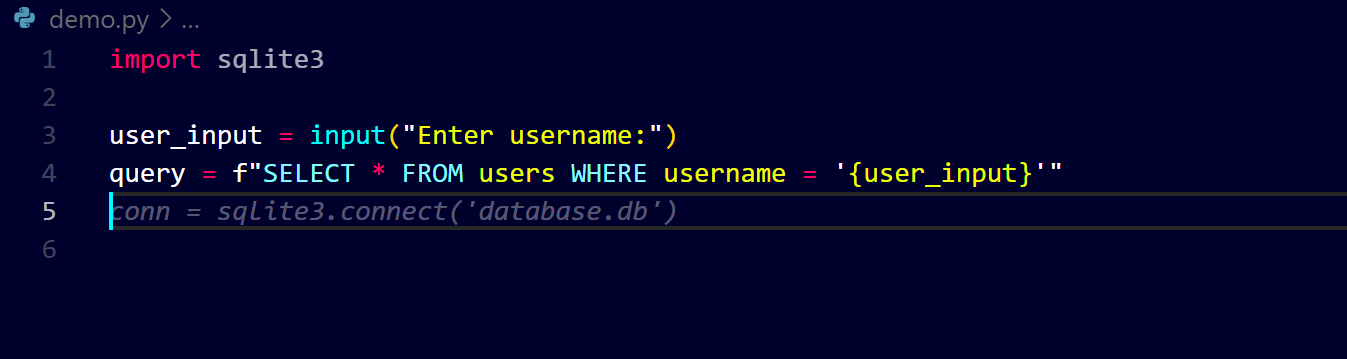 demo.py > ...
1 import sqlite3
2
3 user_input = input("Enter username:")
4 query = f"SELECT * FROM users WHERE username = '{user_input}'"
5 conn = sqlite3.connect('database.db')
6